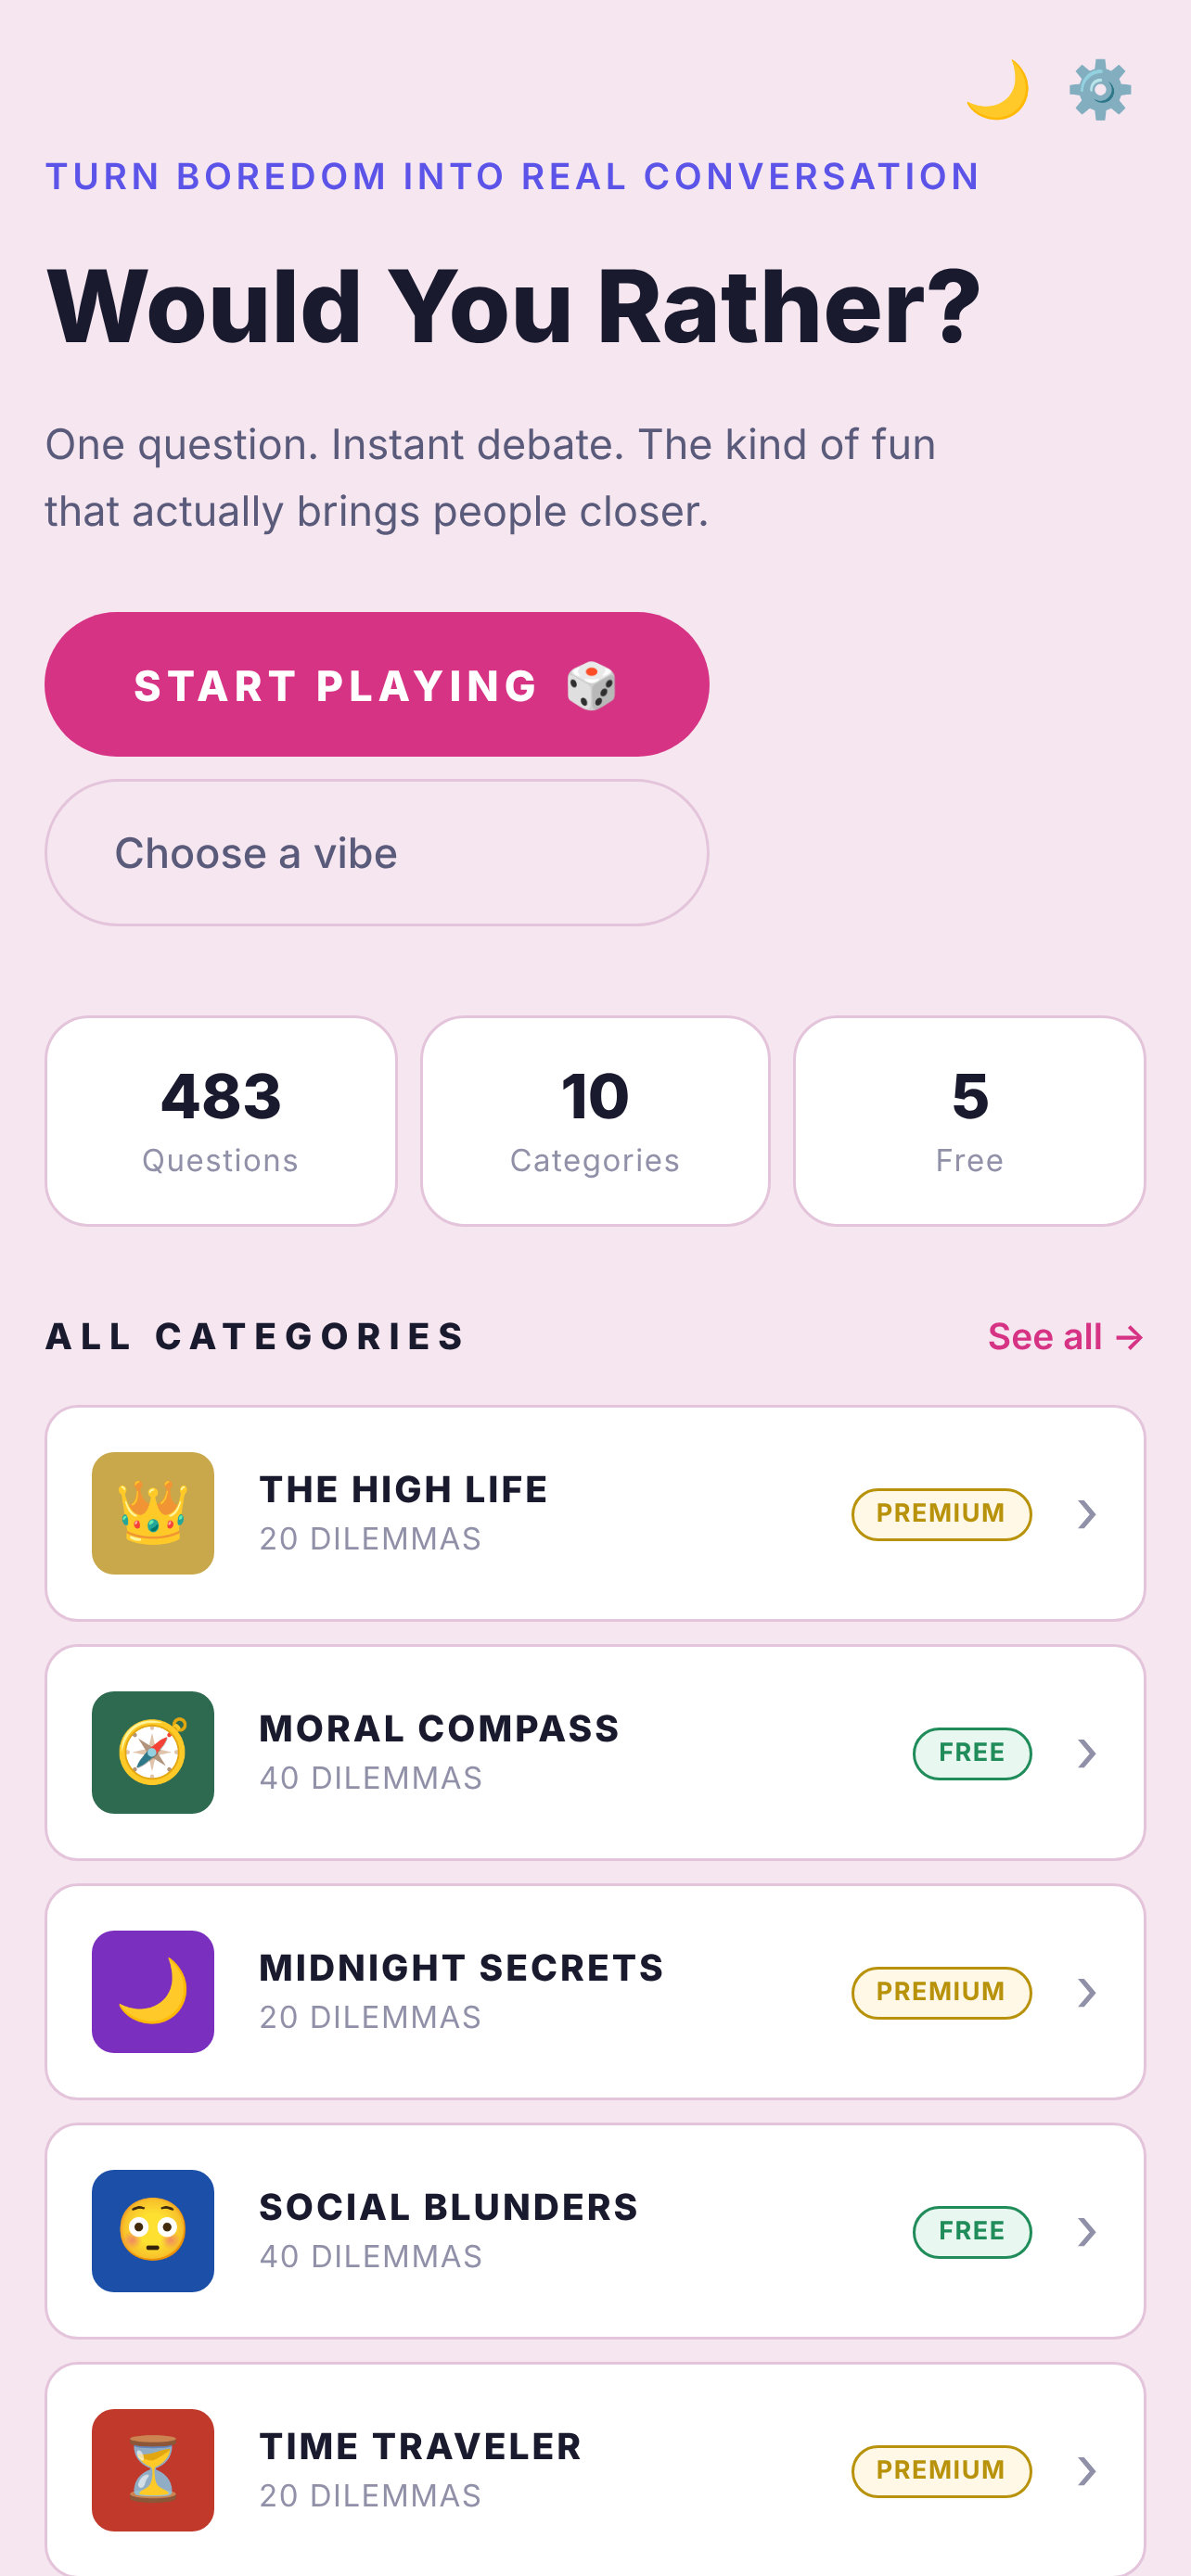 TURN BOREDOM INTO REAL CONVERSATION
Would You Rather?
One question. Instant debate. The kind of fun
that actually brings people closer.
START PLAYING
Choose a vibe
483
Questions
10
Categories
5
Free
ALL CATEGORIES
See all →
THE HIGH LIFE
20 DILEMMAS
PREMIUM
MORAL COMPASS
40 DILEMMAS
FREE
MIDNIGHT SECRETS
20 DILEMMAS
PREMIUM
SOCIAL BLUNDERS
40 DILEMMAS
FREE
TIME TRAVELER
20 DILEMMAS
PREMIUM